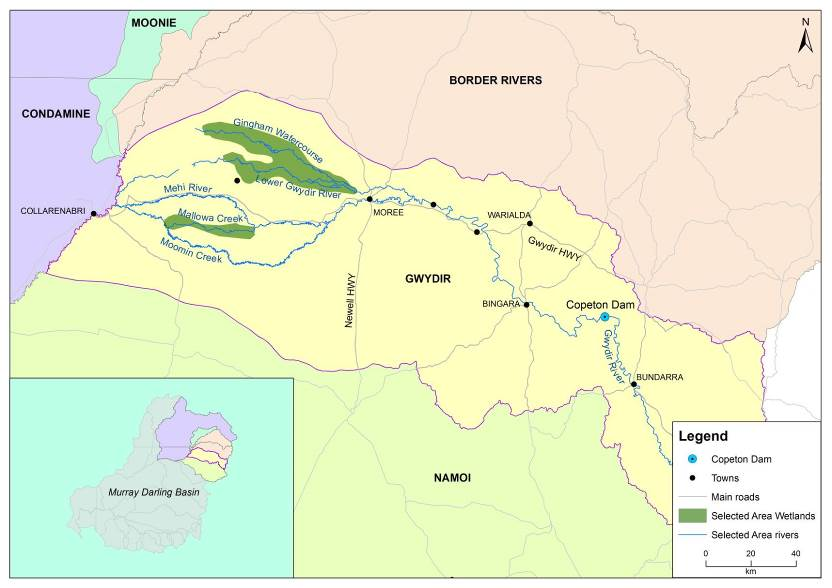 MOONIE
N
BORDER RIVERS
CONDAMINE
Gingham Watercourse
Lower Gwydir River
Mehi River
COLLARENABRI
Mallowa Creek
MOREE
WARIALDA
Moomin Creek
Gwydir HWY
GWYDIR
Newell HWY
BINGARA
Copeton Dam
Gwydir River
BUNDARRA
NAMOI
Murray Darling Basin
Legend
Copeton Dam
Towns
Main roads
Selected Area Wetlands
Selected Area rivers
0 20 40
km